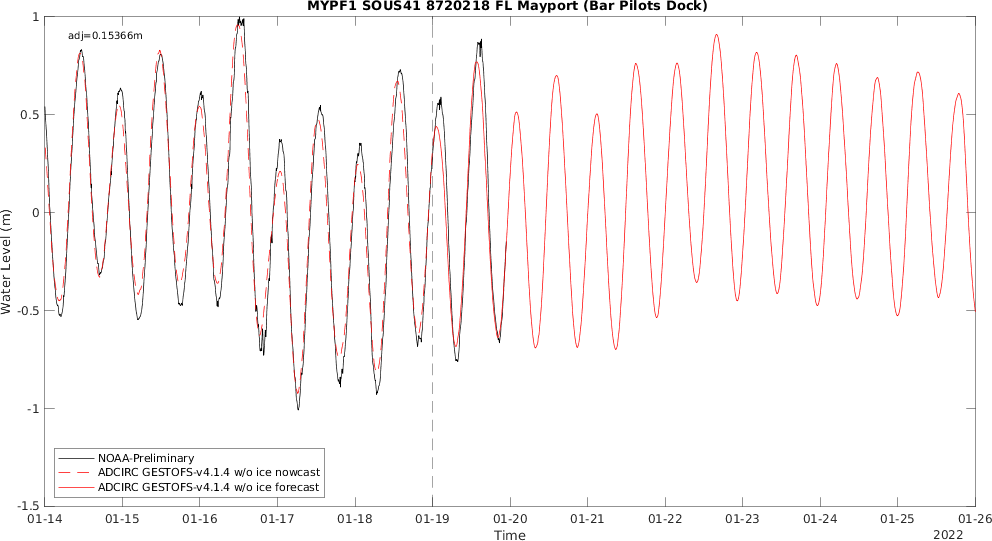 MYPF1 SOUS41 8720218 FL Mayport (Bar Pilots Dock)
adj=0.15366m
1
0.5
0
-0.5
-1
-1.5
Water Level (m)
NOAA-Preliminary
ADCIRC GESTOFS-v4.1.4 w/o ice nowcast
ADCIRC GESTOFS-v4.1.4 w/o ice forecast
01-14 01-15 01-16 01-17 01-18 01-19 01-20 01-21 01-22 01-23 01-24 01-25 01-26
Time
2022